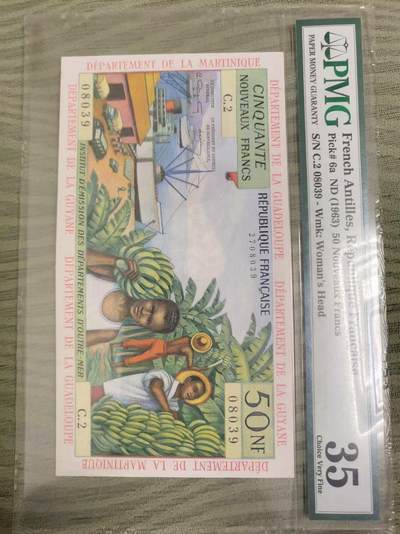 PMG
PAPER MONEY GUARANTY
French Antilles, République Française
Pick# 6a ND (1963) 50 Nouveaux Francs
S/N C.2 08039 - Wmk: Woman's Head
35
Choice Very Fine
DÉPARTEMENT DE LA GUADELOUPE
DÉPARTEMENT DE LA GUYANE
DÉPARTEMENT DE LA MARTINIQUE
C.2
08039
CINQUANTE
NOUVEAUX FRANCS
RÉPUBLIQUE FRANÇAISE
2708039
50 NF
08039
C.2
INSTITUT D'ÉMISSION DES DÉPARTEMENTS D'OUTRE-MER
DÉPARTEMENT DE LA GUYANE
DÉPARTEMENT DE LA GUADELOUPE
DÉPARTEMENT DE LA MARTINIQUE